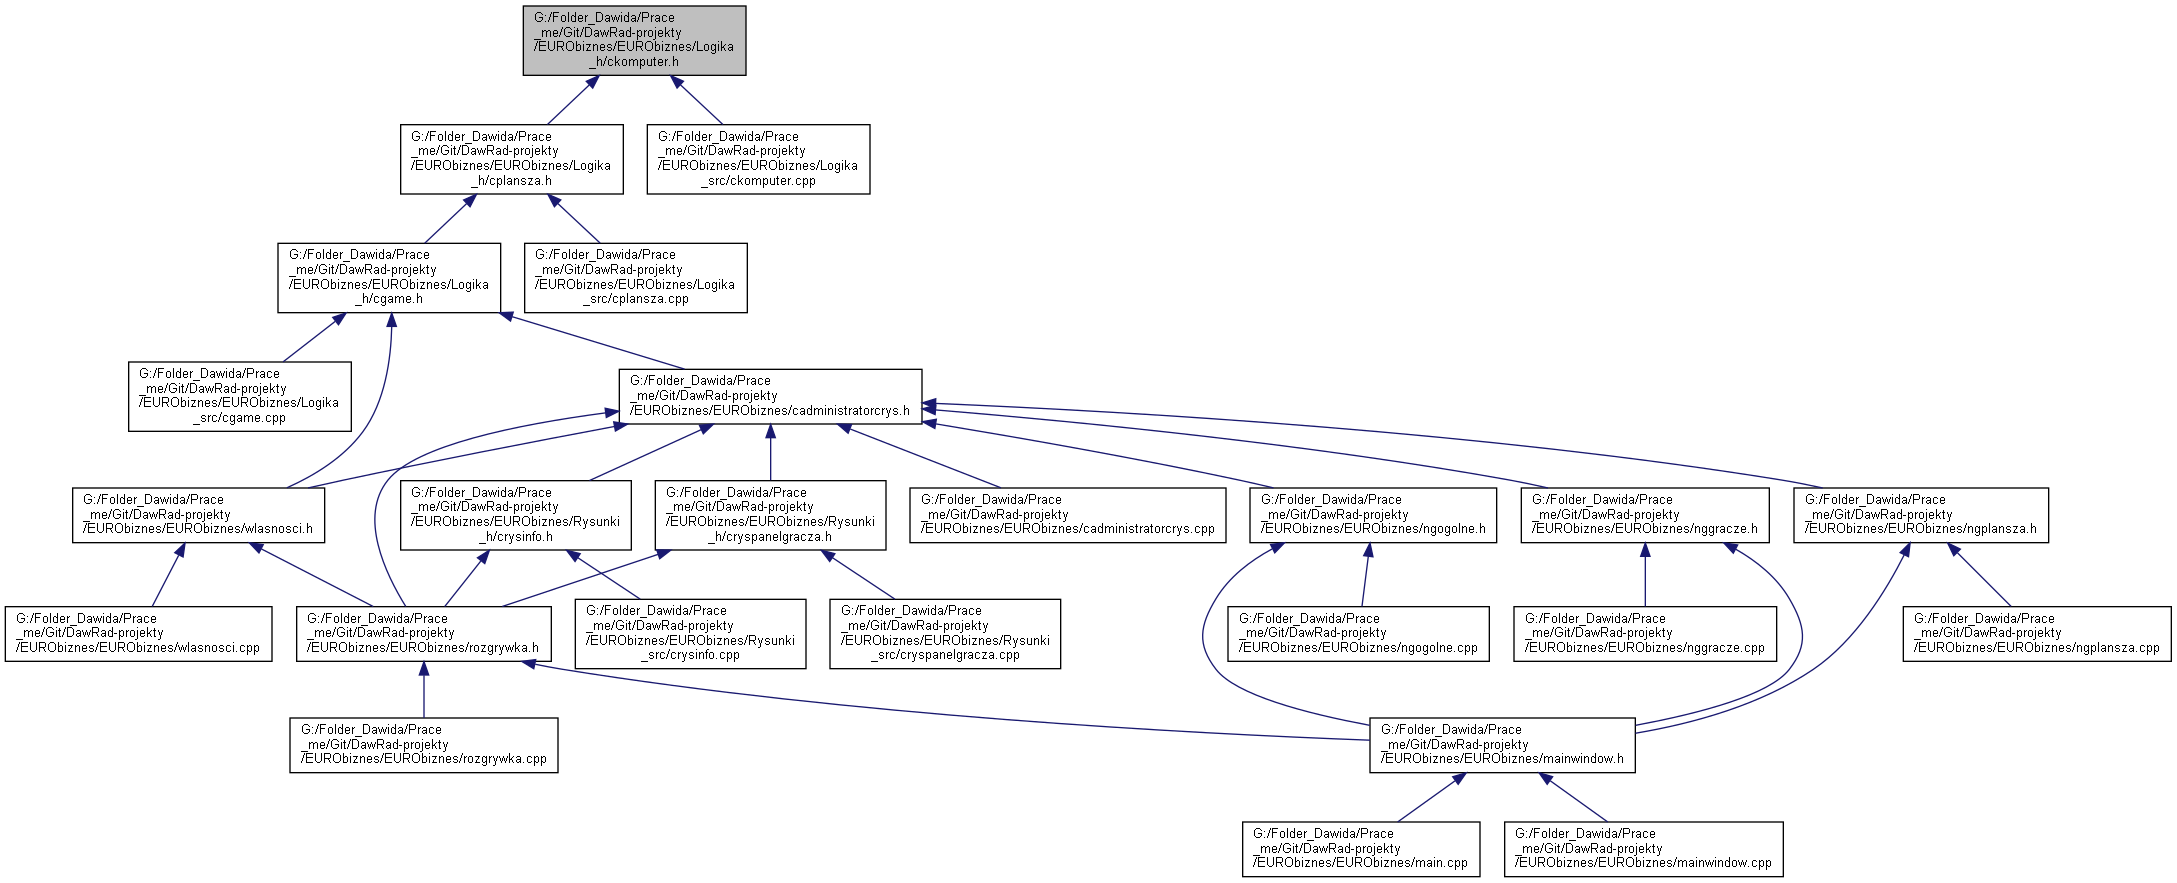 G:/Folder_Dawida/Prace
_me/Git/DawRad-projekty
/EURObiznes/EURObiznes/Logika
_h/ckomputer.h
G:/Folder_Dawida/Prace
_me/Git/DawRad-projekty
/EURObiznes/EURObiznes/Logika
_h/cplansza.h
G:/Folder_Dawida/Prace
_me/Git/DawRad-projekty
/EURObiznes/EURObiznes/Logika
_src/ckomputer.cpp
G:/Folder_Dawida/Prace
_me/Git/DawRad-projekty
/EURObiznes/EURObiznes/Logika
_h/cgame.h
G:/Folder_Dawida/Prace
_me/Git/DawRad-projekty
/EURObiznes/EURObiznes/Logika
_src/cplansza.cpp
G:/Folder_Dawida/Prace
_me/Git/DawRad-projekty
/EURObiznes/EURObiznes/Logika
_src/cgame.cpp
G:/Folder_Dawida/Prace
_me/Git/DawRad-projekty
/EURObiznes/EURObiznes/cadministratorcrys.h
G:/Folder_Dawida/Prace
_me/Git/DawRad-projekty
/EURObiznes/EURObiznes/wlasnosci.h
G:/Folder_Dawida/Prace
_me/Git/DawRad-projekty
/EURObiznes/EURObiznes/Rysunki
_h/crysinfo.h
G:/Folder_Dawida/Prace
_me/Git/DawRad-projekty
/EURObiznes/EURObiznes/Rysunki
_h/cryspanelgracza.h
G:/Folder_Dawida/Prace
_me/Git/DawRad-projekty
/EURObiznes/EURObiznes/cadministratorcrys.cpp
G:/Folder_Dawida/Prace
_me/Git/DawRad-projekty
/EURObiznes/EURObiznes/ngogolne.h
G:/Folder_Dawida/Prace
_me/Git/DawRad-projekty
/EURObiznes/EURObiznes/nggracze.h
G:/Folder_Dawida/Prace
_me/Git/DawRad-projekty
/EURObiznes/EURObiznes/ngplansza.h
G:/Folder_Dawida/Prace
_me/Git/DawRad-projekty
/EURObiznes/EURObiznes/wlasnosci.cpp
G:/Folder_Dawida/Prace
_me/Git/DawRad-projekty
/EURObiznes/EURObiznes/rozgrywka.h
G:/Folder_Dawida/Prace
_me/Git/DawRad-projekty
/EURObiznes/EURObiznes/Rysunki
_src/crysinfo.cpp
G:/Folder_Dawida/Prace
_me/Git/DawRad-projekty
/EURObiznes/EURObiznes/Rysunki
_src/cryspanelgracza.cpp
G:/Folder_Dawida/Prace
_me/Git/DawRad-projekty
/EURObiznes/EURObiznes/ngogolne.cpp
G:/Folder_Dawida/Prace
_me/Git/DawRad-projekty
/EURObiznes/EURObiznes/nggracze.cpp
G:/Folder_Dawida/Prace
_me/Git/DawRad-projekty
/EURObiznes/EURObiznes/ngplansza.cpp
G:/Folder_Dawida/Prace
_me/Git/DawRad-projekty
/EURObiznes/EURObiznes/rozgrywka.cpp
G:/Folder_Dawida/Prace
_me/Git/DawRad-projekty
/EURObiznes/EURObiznes/mainwindow.h
G:/Folder_Dawida/Prace
_me/Git/DawRad-projekty
/EURObiznes/EURObiznes/main.cpp
G:/Folder_Dawida/Prace
_me/Git/DawRad-projekty
/EURObiznes/EURObiznes/mainwindow.cpp